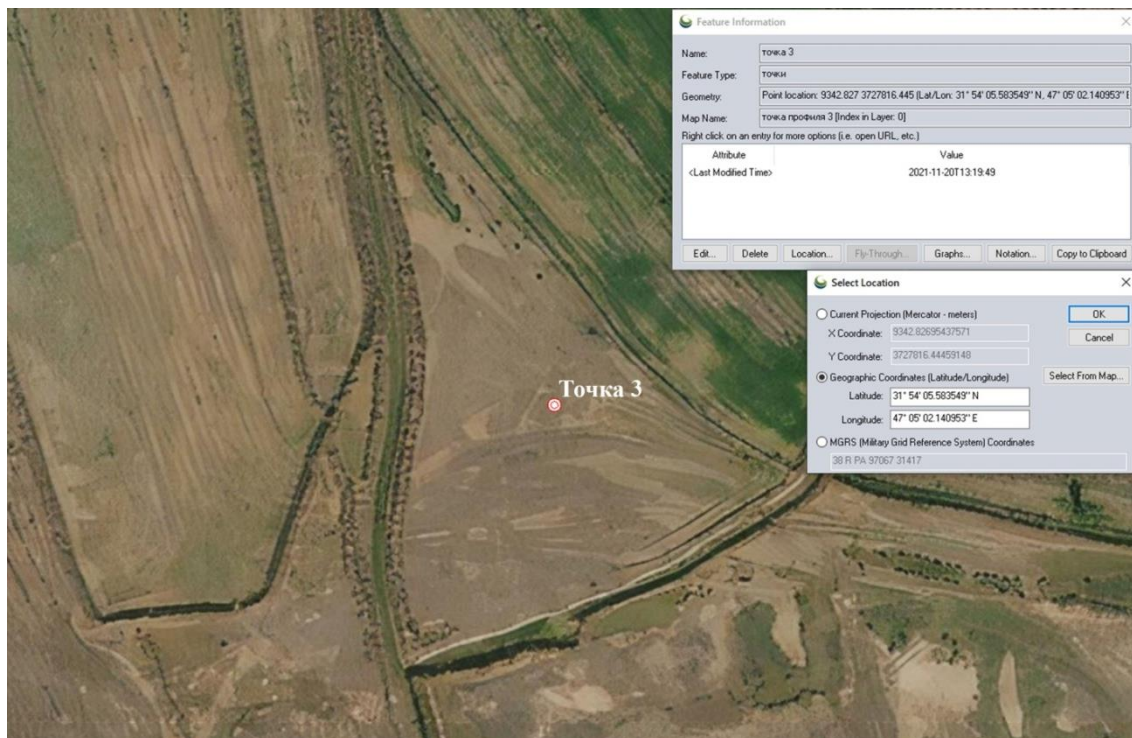 Feature Information
Name: точка 3
Feature Type: точки
Geometry: Point location: 9342.827 3727816.445 (Lat/Lon: 31° 54' 05.583549" N, 47° 05' 02.140953" E
Map Name: точка профиля 3 [Index in Layer: 0]
Right click on an entry for more options (i.e. open URL, etc.)
Attribute Value
<Last Modified Time> 2021-11-20T13:19:49
Edit... Delete Location... Fly-Through... Graphs... Notation... Copy to Clipboard
Select Location
Current Projection (Mercator - meters) OK
X Coordinate: 9342.82695437571 Cancel
Y Coordinate: 3727816.44459148
Geographic Coordinates (Latitude/Longitude) Select From Map...
Latitude: 31° 54' 05.583549" N
Longitude: 47° 05' 02.140953" E
MGRS (Military Grid Reference System) Coordinates
38 R PA 97067 31417
Точка 3